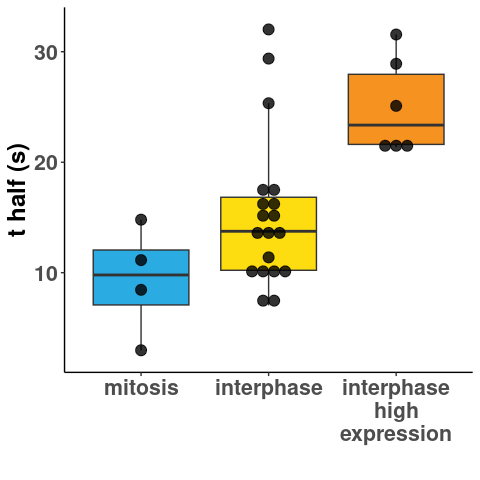 t half (s)
30
20
10
mitosis
interphase
interphase
high
expression